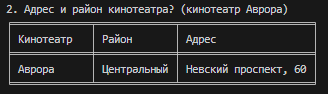 2. Адрес и район кинотеатра? (кинотеатр Аврора)
Кинотеатр Район Адрес
Аврора Центральный Невский проспект, 60